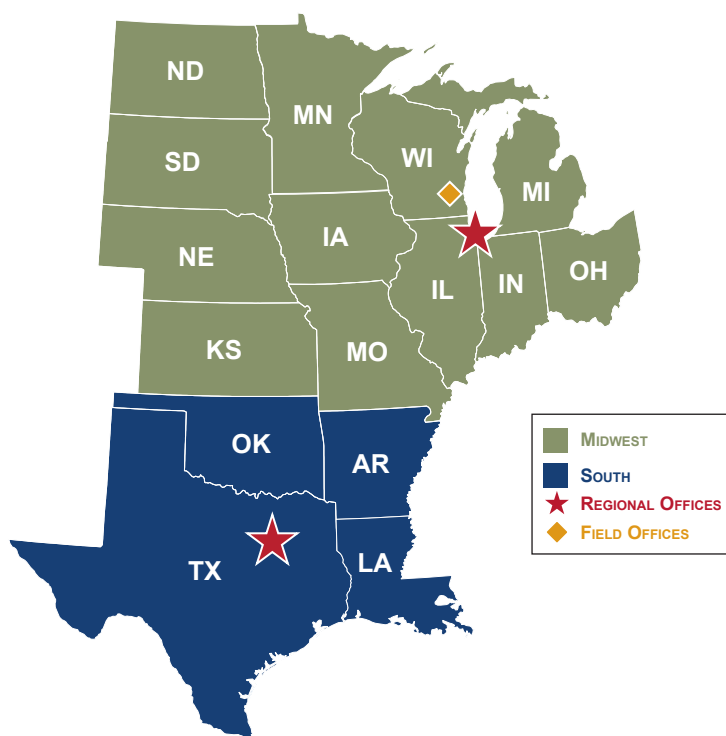 ND
MN
SD
WI
MI
IA
NE
OH
IL
IN
KS
MO
OK
AR
TX
LA
Midwest
South
Regional Offices
Field Offices